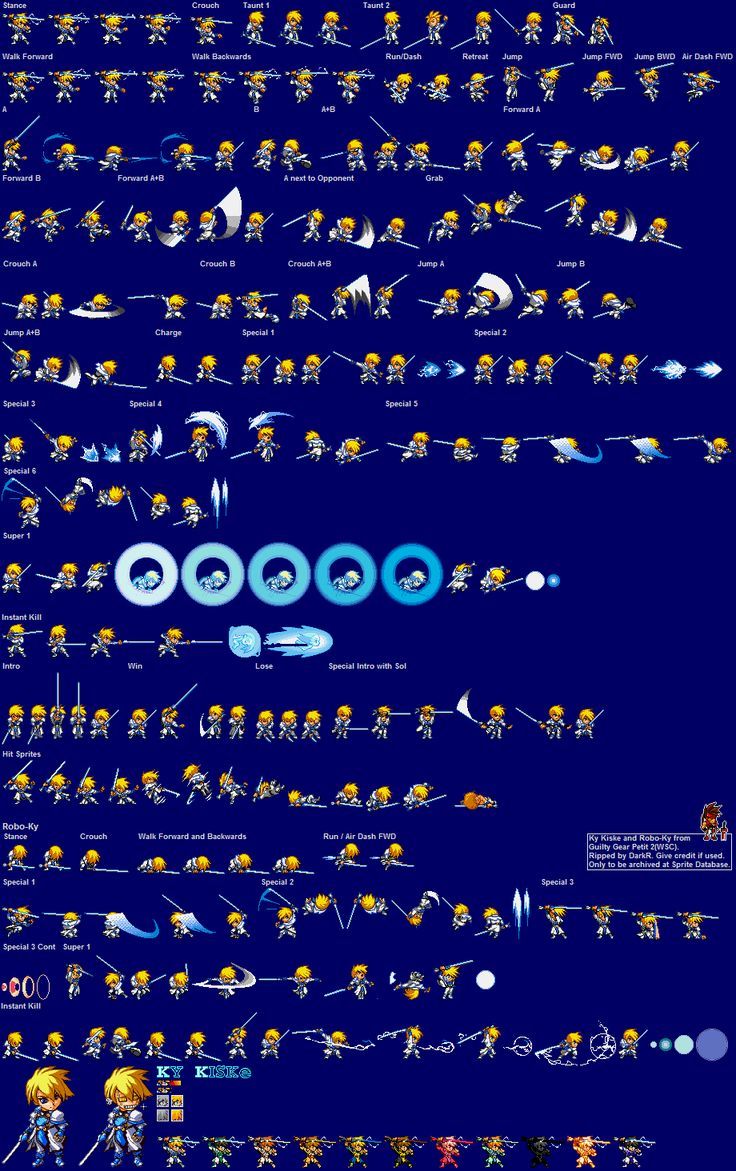 Stance Crouch Taunt 1 Taunt 2 Guard
Walk Forward Walk Backwards Run/Dash Retreat Jump Jump FWD Jump BWD Air Dash FWD
A B A+B Forward A
Forward B Forward A+B A next to Opponent Grab
Crouch A Crouch B Crouch A+B Jump A Jump B
Jump A+B Charge Special 1 Special 2
Special 3 Special 4 Special 5
Special 6
Super 1
Instant Kill
Intro Win Lose Special Intro with Sol
Hit Sprites
Robo-Ky
Stance Crouch Walk Forward and Backwards Run / Air Dash FWD
Ky Kiske and Robo-Ky from
Guilty Gear Petit 2(WSC).
Ripped by DarkR. Give credit if used.
Only to be archived at Sprite Database.
Special 1 Special 2 Special 3
Special 3 Cont Super 1
Instant Kill
KY KISKe